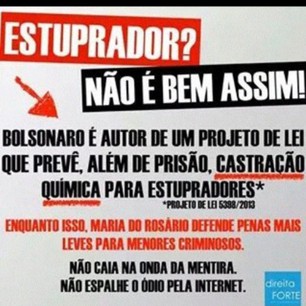 ESTUPRADOR?
NÃO É BEM ASSIM!
BOLSONARO É AUTOR DE UM PROJETO DE LEI
QUE PREVÊ, ALÉM DE PRISÃO, CASTRAÇÃO
QUÍMICA PARA ESTUPRADORES*
*PROJETO DE LEI 5398/2013
ENQUANTO ISSO, MARIA DO ROSÁRIO DEFENDE PENAS MAIS
LEVES PARA MENORES CRIMINOSOS.
NÃO CAIA NA ONDA DA MENTIRA.
NÃO ESPALHE O ÓDIO PELA INTERNET.
direita
FORTE